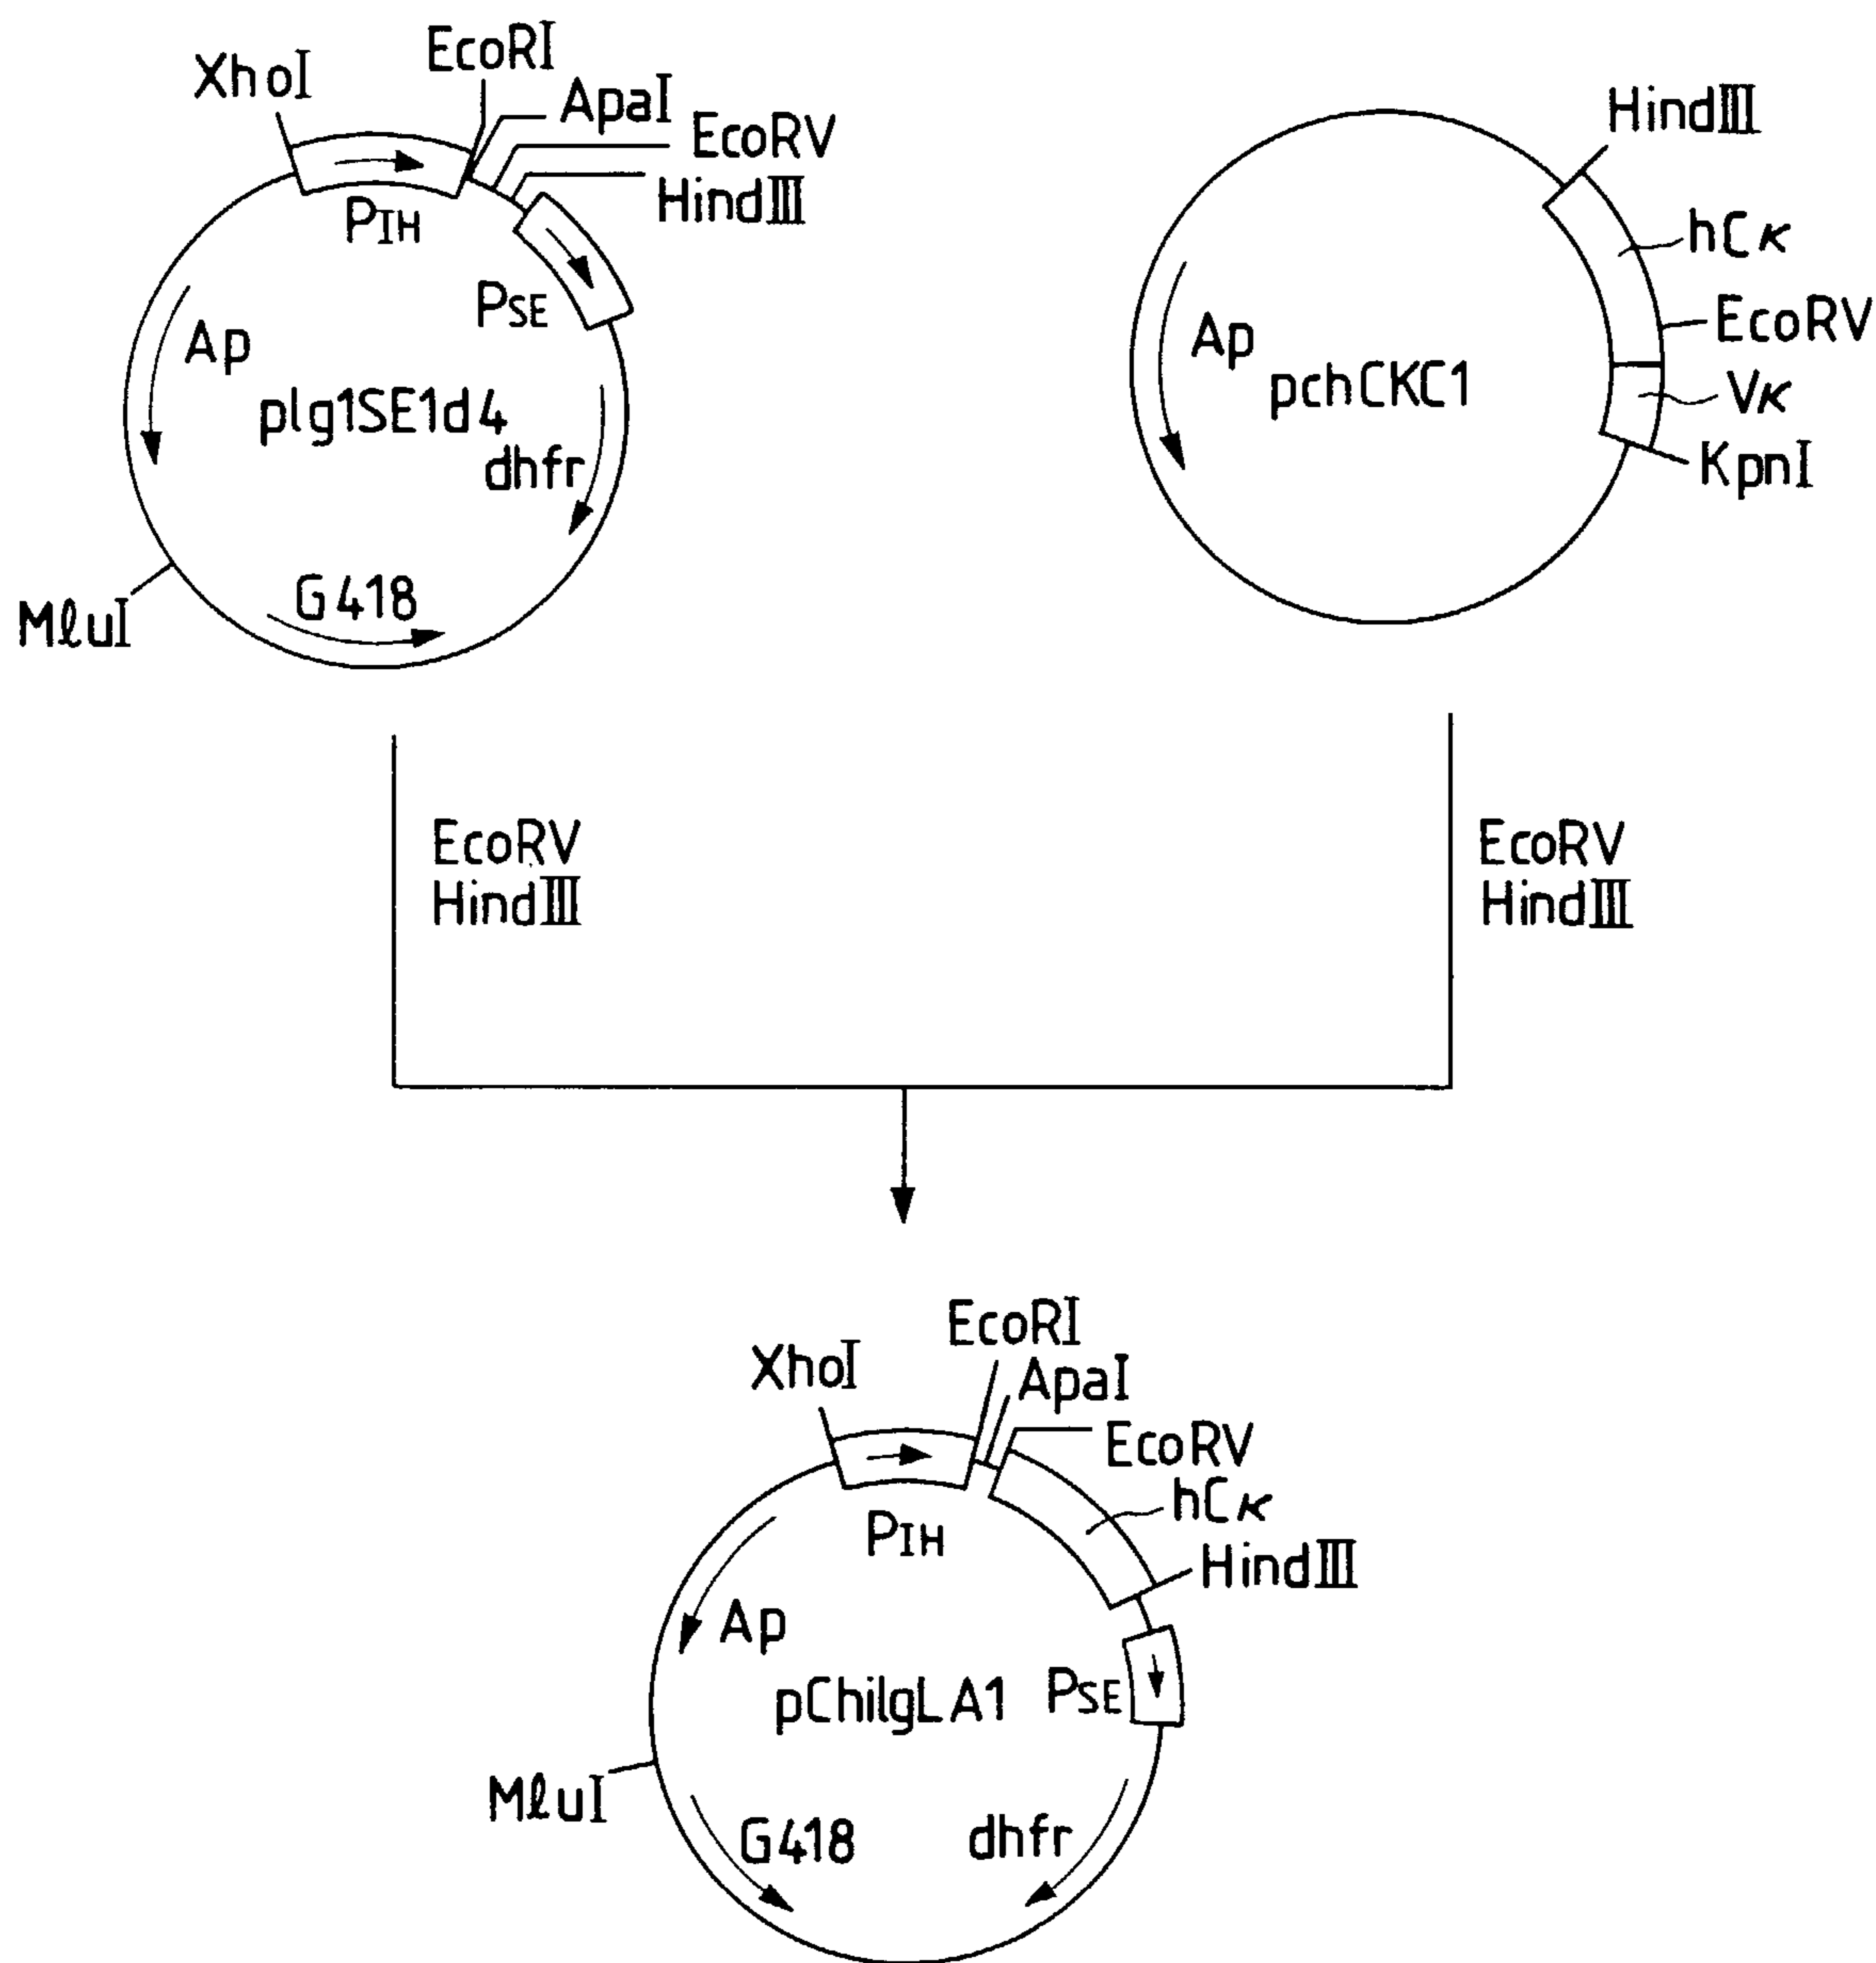 XhoI
EcoRI
ApaI
EcoRV
HindIII
PIH
PSE
Ap
pIg1SE1d4
dhfr
G418
MluI
HindIII
hCκ
EcoRV
Vκ
KpnI
Ap
pchCKC1
EcoRV
HindIII
EcoRV
HindIII
XhoI
EcoRI
ApaI
EcoRV
hCκ
HindIII
PIH
Ap
pChiIgLA1
PSE
MluI
G418
dhfr